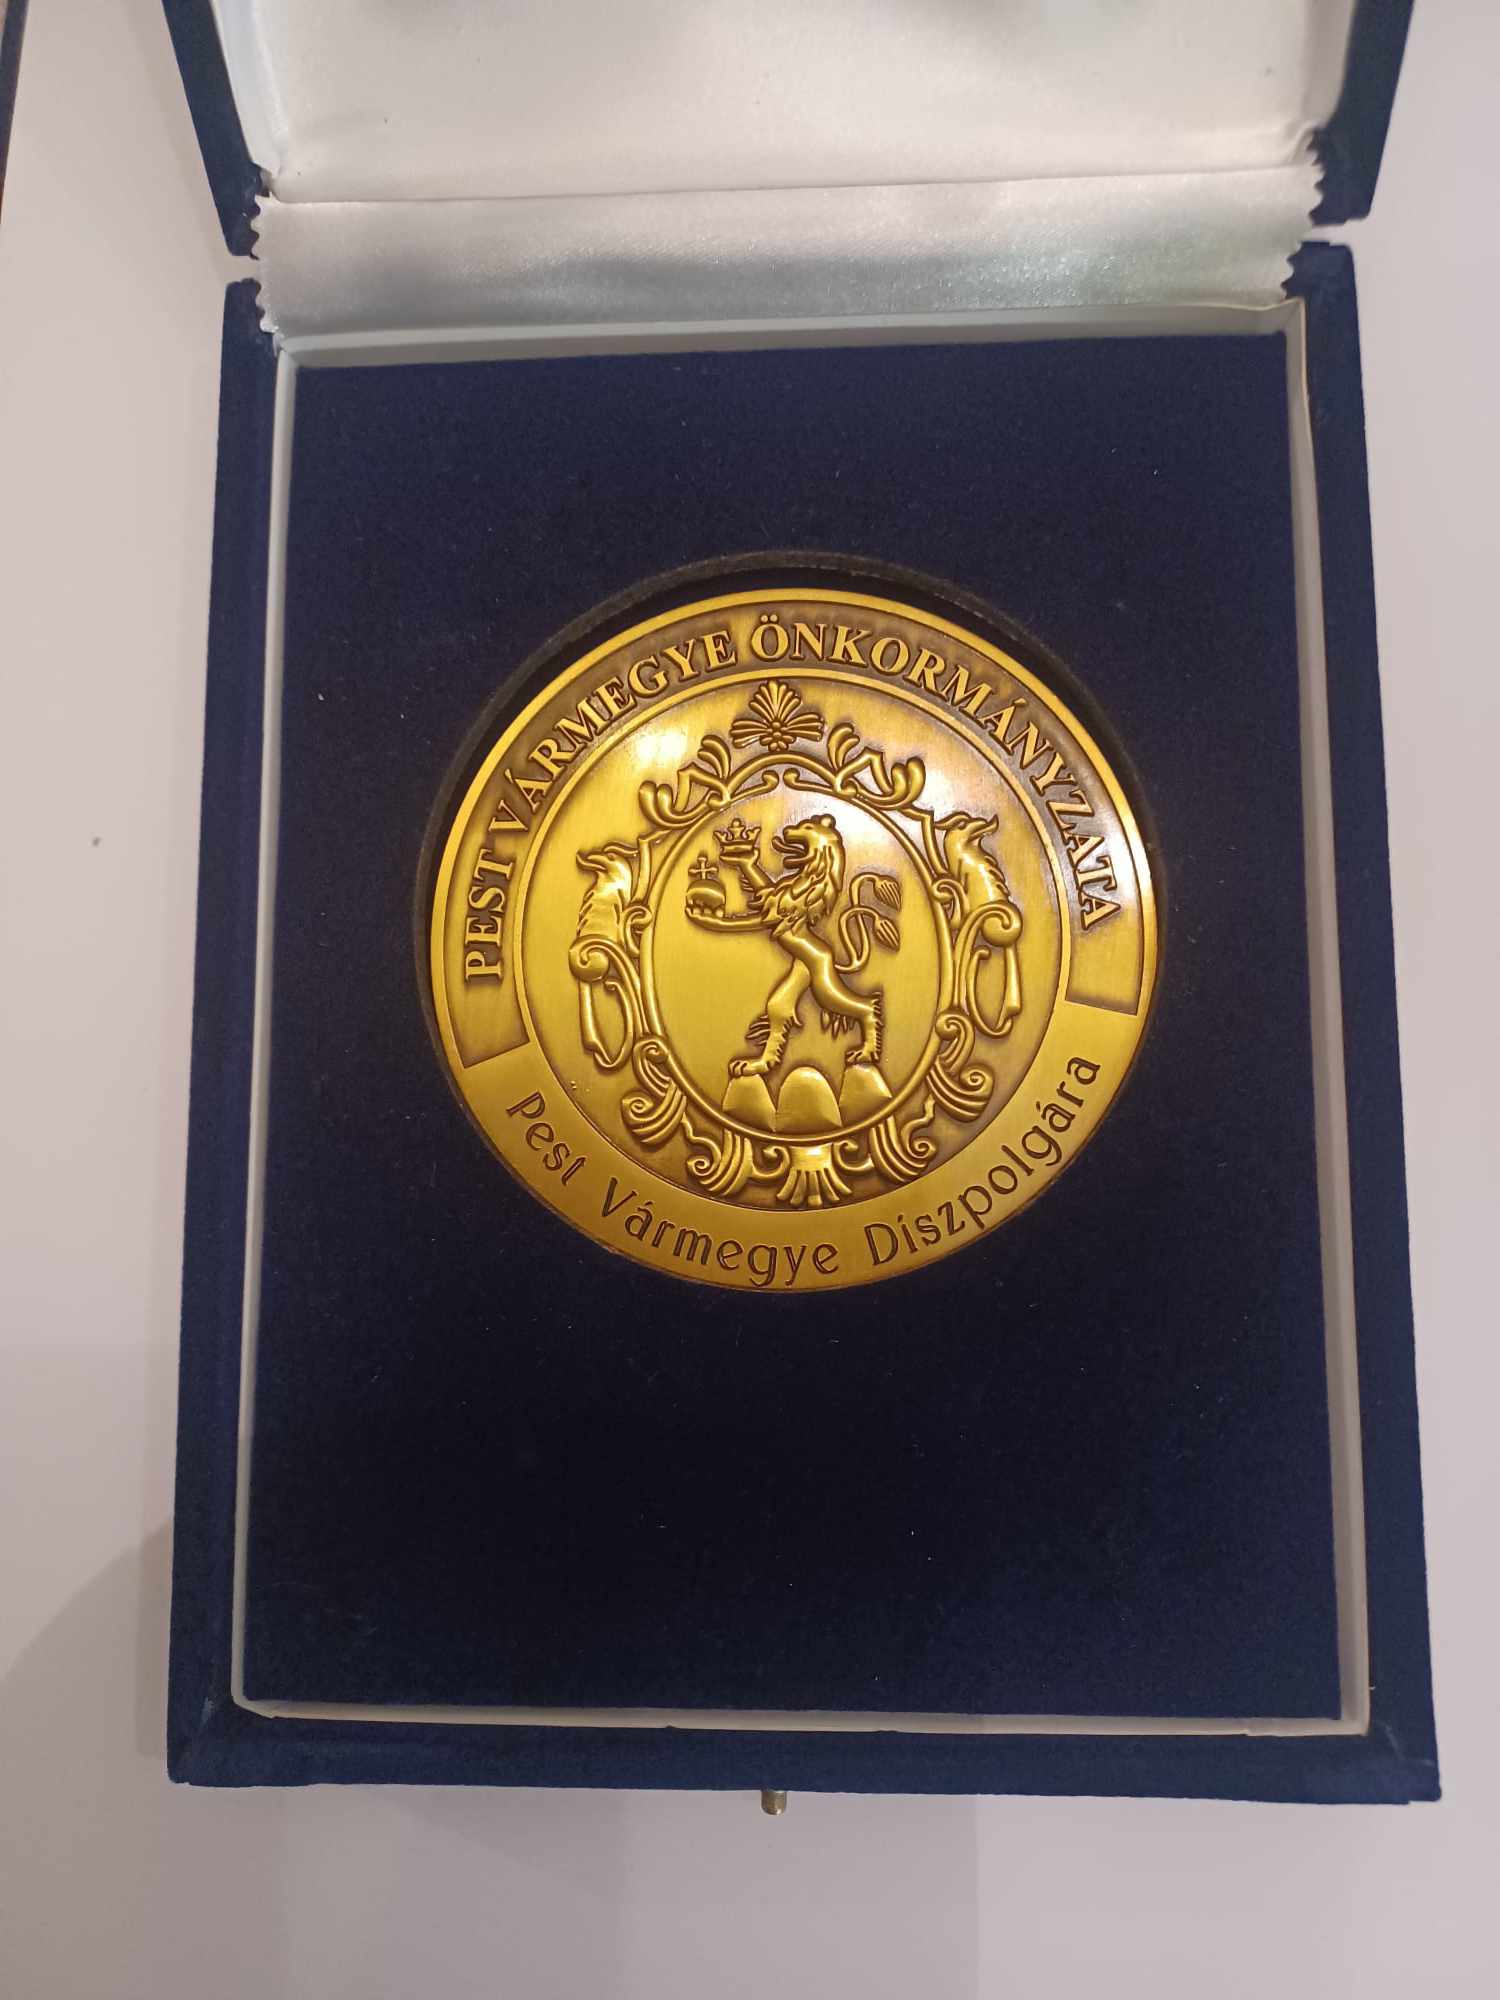 PEST VÁRMEGYE ÖNKORMÁNYZATA
Pest Vármegye Díszpolgára